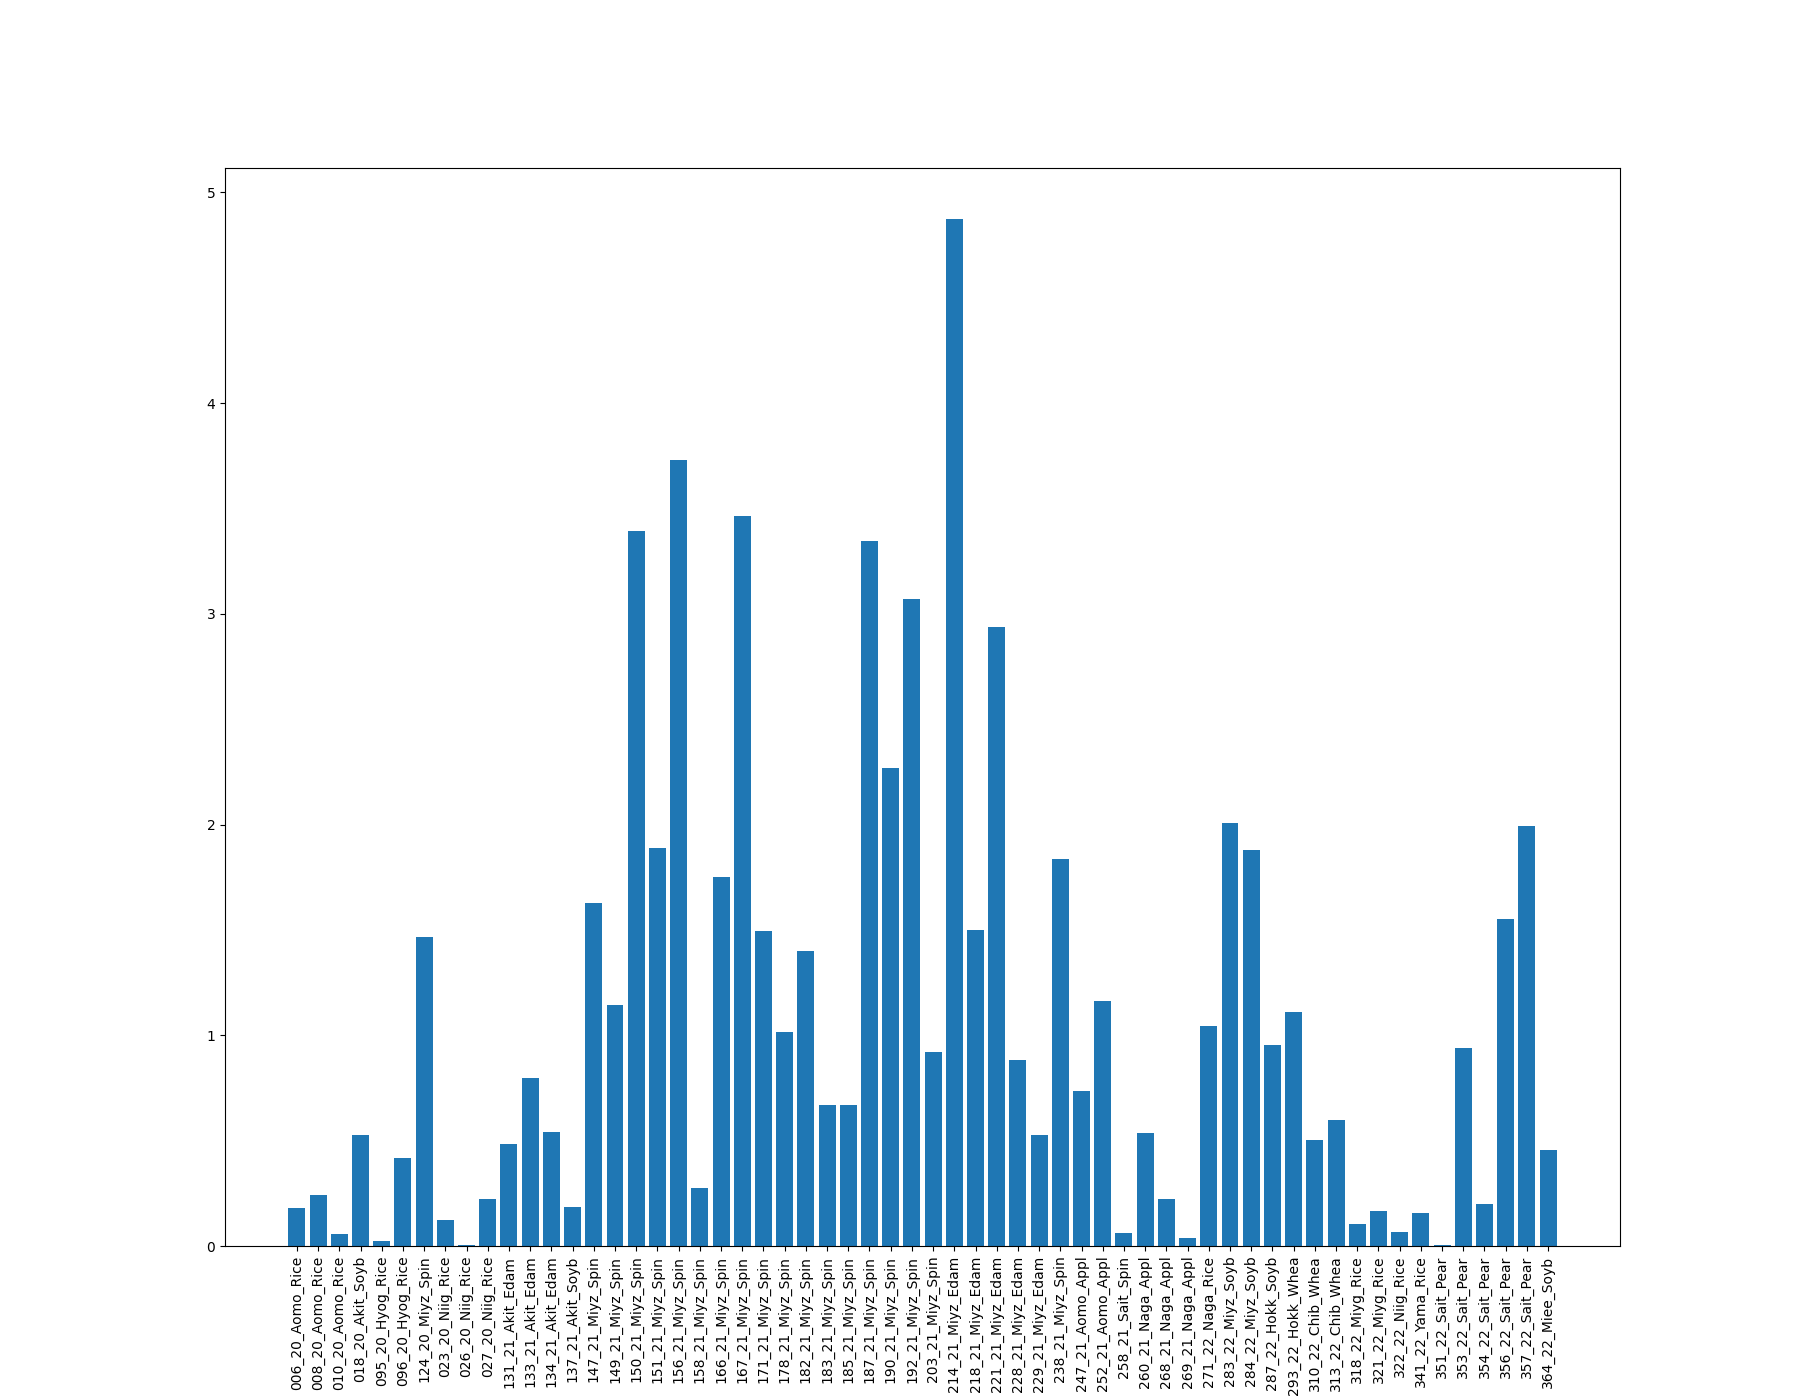 5
4
3
2
1
0
006_20_Aomo_Rice
008_20_Aomo_Rice
010_20_Aomo_Rice
018_20_Akit_Soyb
095_20_Hyog_Rice
096_20_Hyog_Rice
124_20_Miyz_Spin
023_20_Niig_Rice
026_20_Niig_Rice
027_20_Niig_Rice
131_21_Akit_Edam
133_21_Akit_Edam
134_21_Akit_Edam
137_21_Akit_Soyb
147_21_Miyz_Spin
149_21_Miyz_Spin
150_21_Miyz_Spin
151_21_Miyz_Spin
156_21_Miyz_Spin
158_21_Miyz_Spin
166_21_Miyz_Spin
167_21_Miyz_Spin
171_21_Miyz_Spin
178_21_Miyz_Spin
182_21_Miyz_Spin
183_21_Miyz_Spin
185_21_Miyz_Spin
187_21_Miyz_Spin
190_21_Miyz_Spin
192_21_Miyz_Spin
203_21_Miyz_Spin
214_21_Miyz_Edam
218_21_Miyz_Edam
221_21_Miyz_Edam
228_21_Miyz_Edam
229_21_Miyz_Edam
238_21_Miyz_Spin
247_21_Aomo_Appl
252_21_Aomo_Appl
258_21_Sait_Spin
260_21_Naga_Appl
268_21_Naga_Appl
269_21_Naga_Appl
271_22_Naga_Rice
283_22_Miyz_Soyb
284_22_Miyz_Soyb
287_22_Hokk_Soyb
293_22_Hokk_Whea
310_22_Chib_Whea
313_22_Chib_Whea
318_22_Miyg_Rice
321_22_Miyg_Rice
322_22_Niig_Rice
341_22_Yama_Rice
351_22_Sait_Pear
353_22_Sait_Pear
354_22_Sait_Pear
356_22_Sait_Pear
357_22_Sait_Pear
364_22_Miee_Soyb